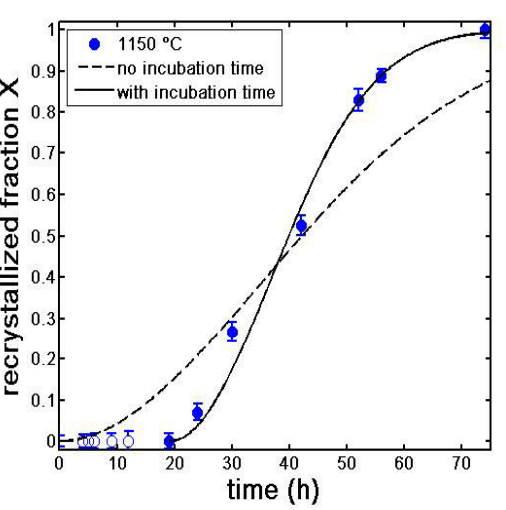 1150 °C
no incubation time
with incubation time
recrystallized fraction X
1
0.9
0.8
0.7
0.6
0.5
0.4
0.3
0.2
0.1
0
0 10 20 30 40 50 60 70
time (h)